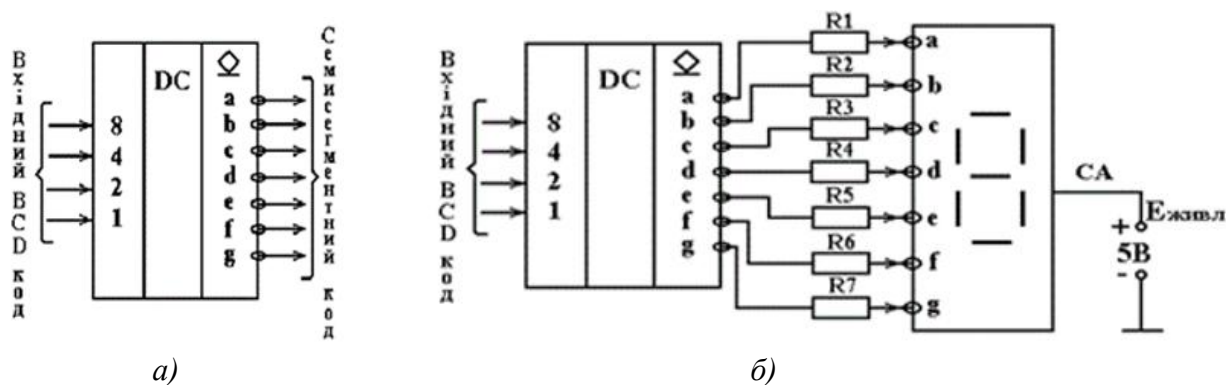 Вхідний BCD код
8
4
2
1
DC
a
b
c
d
e
f
g
Семисегментний код
а)
Вхідний BCD код
8
4
2
1
DC
a
b
c
d
e
f
g
R1
R2
R3
R4
R5
R6
R7
a
b
c
d
e
f
g
CA
Eживл
+
5В
-
б)